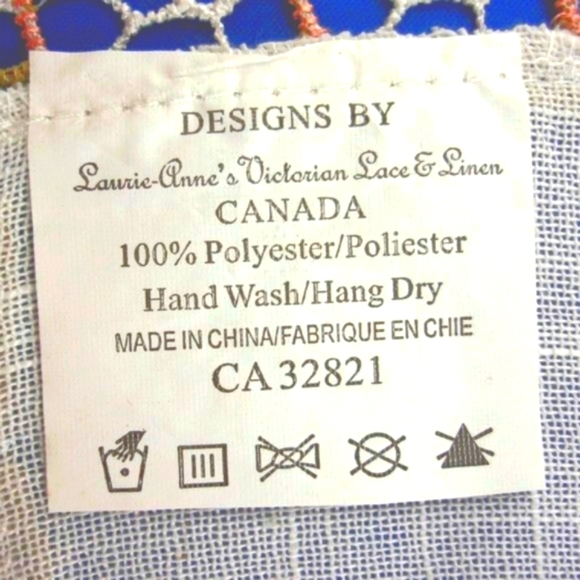 DESIGNS BY
Laurie-Anne's Victorian Lace & Linen
CANADA
100% Polyester/Poliester
Hand Wash/Hang Dry
MADE IN CHINA/FABRIQUE EN CHIE
CA 32821